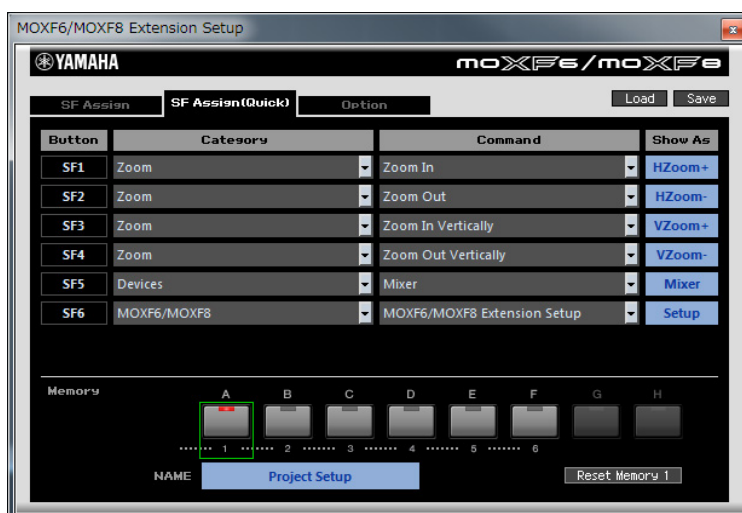 MOXF6/MOXF8 Extension Setup
YAMAHA MOXF6/MOXF8
SF Assign SF Assign(Quick) Option Load Save
Button Category Command Show As
SF1 Zoom Zoom In HZoom+
SF2 Zoom Zoom Out HZoom-
SF3 Zoom Zoom In Vertically VZoom+
SF4 Zoom Zoom Out Vertically VZoom-
SF5 Devices Mixer Mixer
SF6 MOXF6/MOXF8 MOXF6/MOXF8 Extension Setup Setup
Memory A B C D E F G H
1 2 3 4 5 6
NAME Project Setup Reset Memory 1